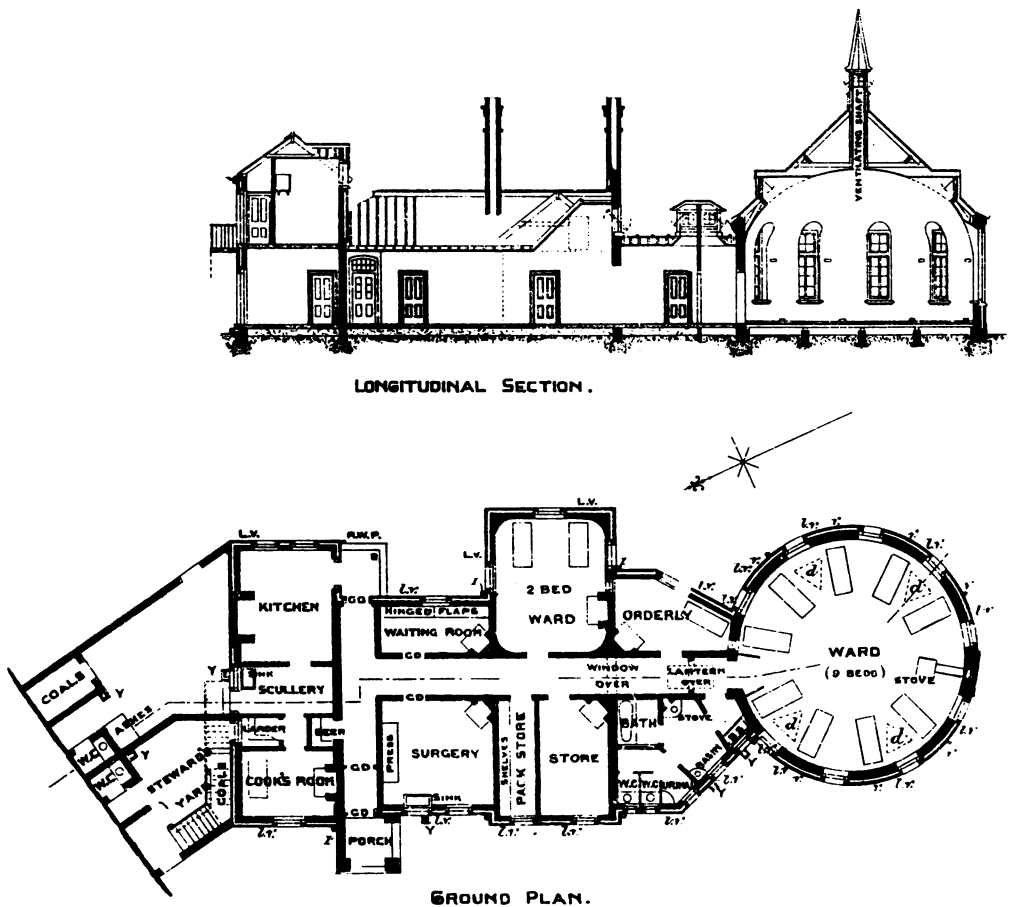 VENTILATING SHAFT
LONGITUDINAL SECTION.
L.V.
L.V.
R.W.P.
L.V.
l.v.
r.
r.
l.v.
l.v.
r.
l.v.
I
I
l.v.
l.v.
r.
d
d
KITCHEN
G D
HINGED FLAPS
WAITING ROOM
G D
2 BED
WARD
ORDERLY
l.v.
WARD
(9 BEDS)
STOVE
COALS
Y
Y
SINK
SCULLERY
WINDOW
OVER
LANTERN
OVER
G D
ASHES
LARDER
BEER
PRESS
SURGERY
SHELVES
PACK STORE
STORE
BATH
STOVE
d
d
W.C.
W.C.
Y
STEWARDS
YARD
COALS
COOK'S ROOM
G D
SINK
W.C.
W.C.
URINAL
BASIN
S.S.
Y
l.v.
l.v.
r.
r.
l.v.
l.v.
I
G D
PORCH
Y
Y
l.v.
l.v.
l.v.
l.v.
Y
GROUND PLAN.